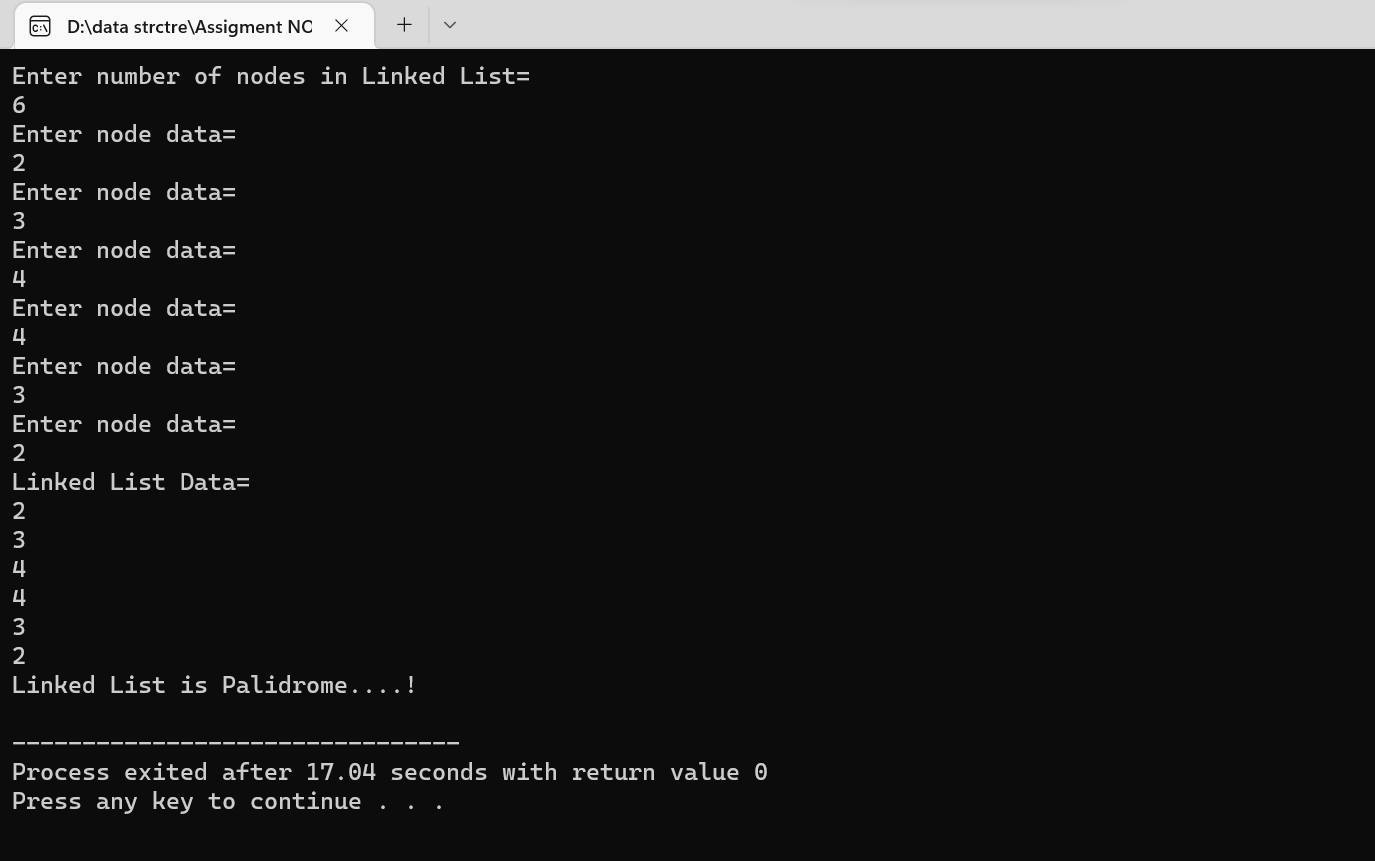 D:\data strctre\Assigment NO
Enter number of nodes in Linked List=
6
Enter node data=
2
Enter node data=
3
Enter node data=
4
Enter node data=
4
Enter node data=
3
Enter node data=
2
Linked List Data=
2
3
4
4
3
2
Linked List is Palidrome....!
--------------------------------
Process exited after 17.04 seconds with return value 0
Press any key to continue . . .